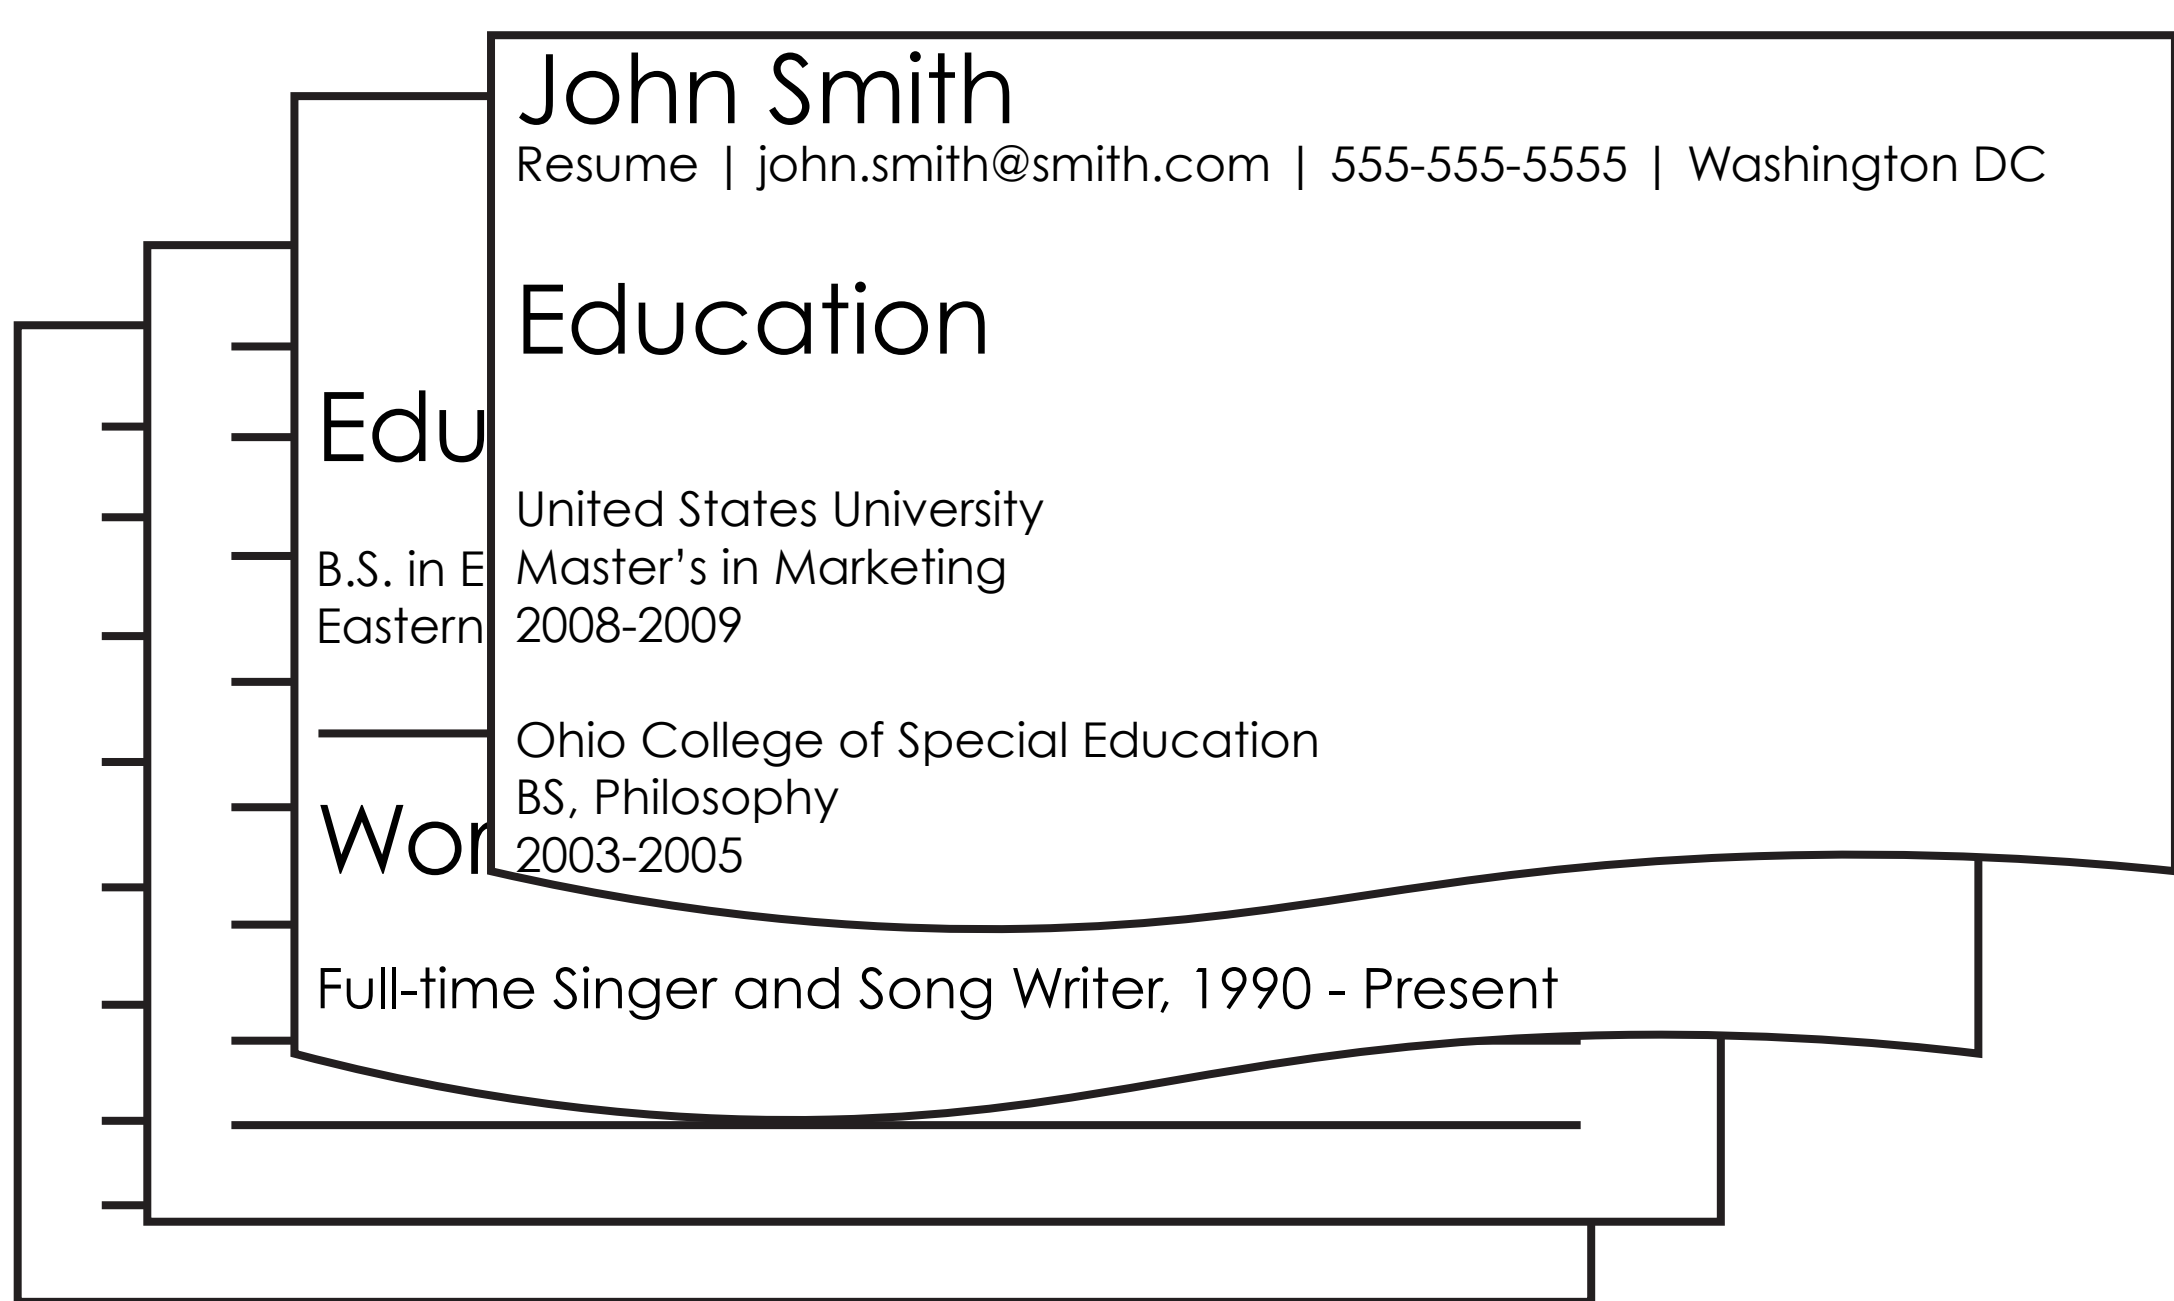 John Smith
Resume | john.smith@smith.com | 555-555-5555 | Washington DC
Education
United States University
Master’s in Marketing
2008-2009
Ohio College of Special Education
BS, Philosophy
2003-2005
Edu
B.S. in E
Eastern
Wor
Full-time Singer and Song Writer, 1990 - Present